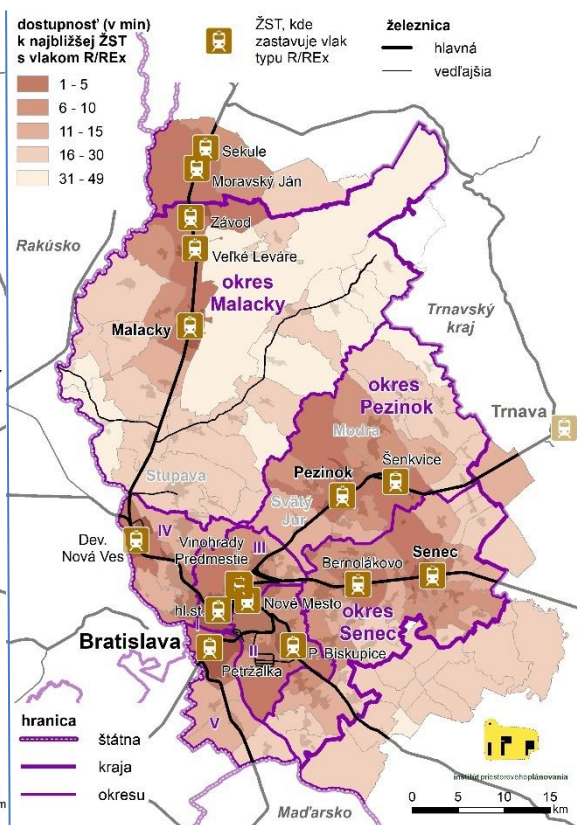 dostupnosť (v min)
k najbližšej ŽST
s vlakom R/REx
1 - 5
6 - 10
11 - 15
16 - 30
31 - 49
ŽST, kde
zastavuje vlak
typu R/REx
železnica
hlavná
vedľajšia
Sekule
Moravský Ján
Závod
Rakúsko
Veľké Leváre
okres
Malacky
Malacky
Trnavský
kraj
okres
Pezinok
Trnava
Modra
Stupava
Pezinok
Šenkvice
Svätý
Jur
IV
Dev.
Nová Ves
Vinohrady
III
Predmestie
Bernolákovo
Senec
hl.st.
Nové Mesto
okres
Senec
Bratislava
I
II
P. Biskupice
Petržalka
V
hranica
štátna
kraja
okresu
Maďarsko
inštitút priestorového plánovania
0 5 10 15
km